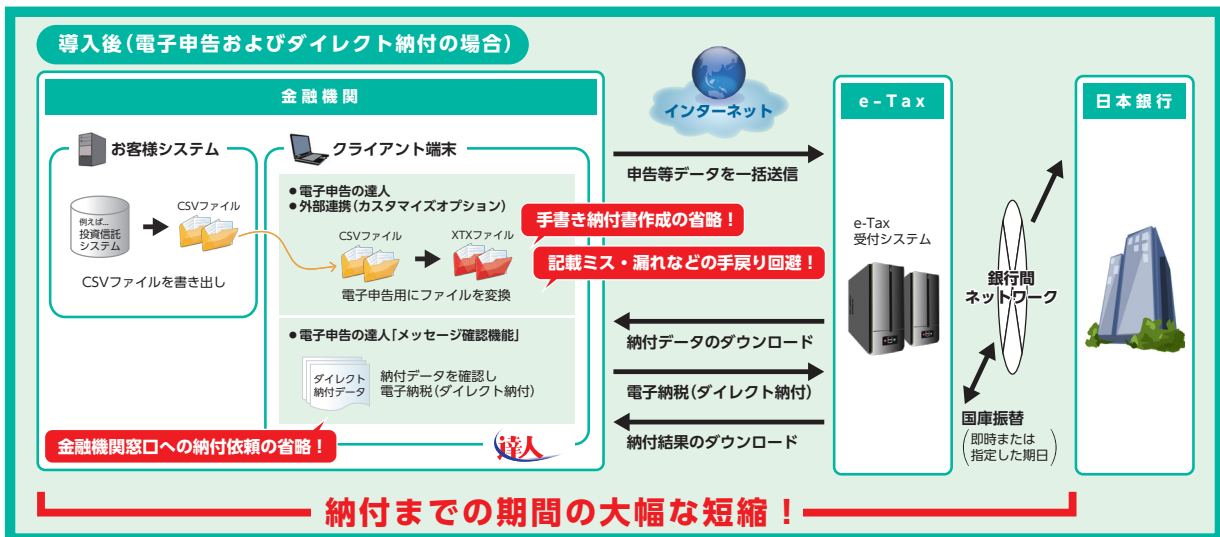 導入後(電子申告およびダイレクト納付の場合)
金融機関
お客様システム
例えば…
投資信託
システム
CSVファイル
CSVファイルを書き出し
クライアント端末
●電子申告の達人
●外部連携(カスタマイズオプション)
CSVファイル
XTXファイル
電子申告用にファイルを変換
手書き納付書作成の省略！
記載ミス・漏れなどの手戻り回避！
●電子申告の達人「メッセージ確認機能」
ダイレクト
納付データ
納付データを確認し
電子納税(ダイレクト納付)
金融機関窓口への納付依頼の省略！
達人
インターネット
申告等データを一括送信
納付データのダウンロード
電子納税(ダイレクト納付)
納付結果のダウンロード
e-Tax
e-Tax
受付システム
銀行間
ネットワーク
国庫振替
(即時または
指定した期日)
日本銀行
納付までの期間の大幅な短縮！